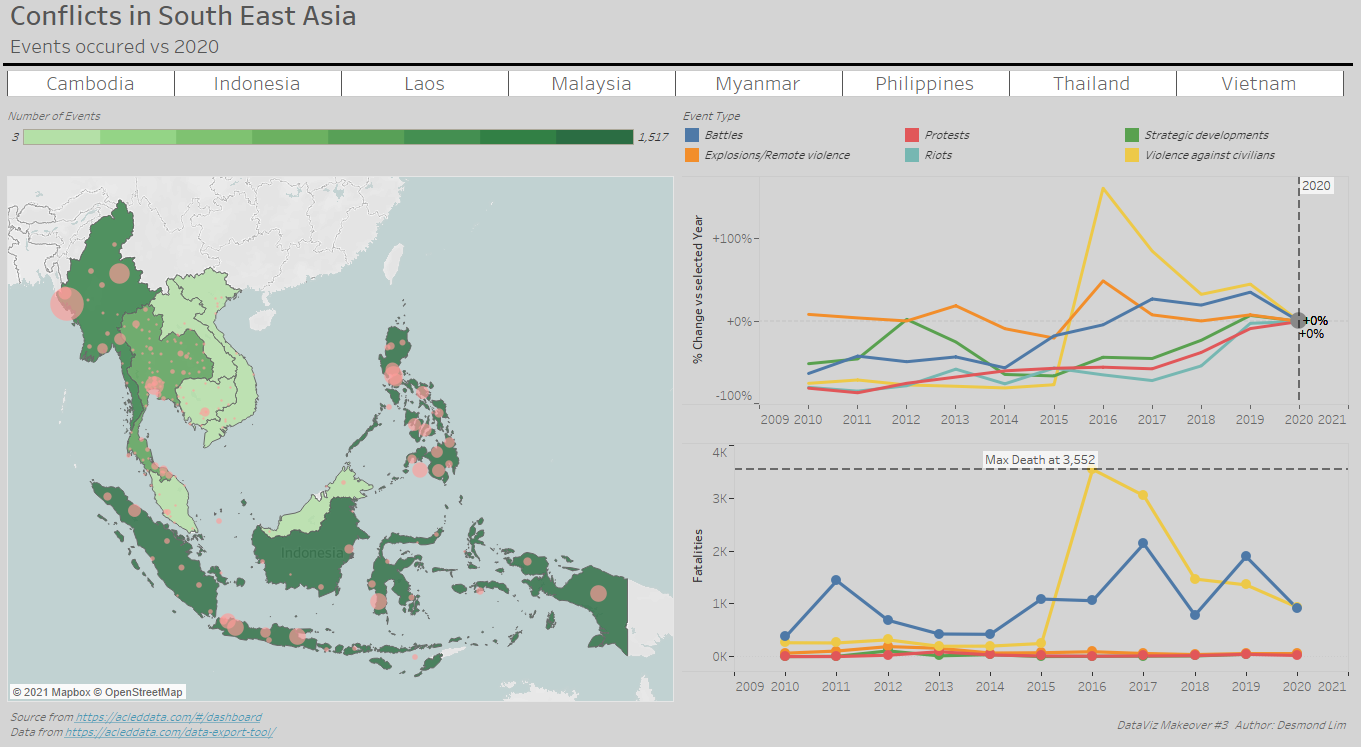 Conflicts in South East Asia
Events occured vs 2020
Cambodia Indonesia Laos Malaysia Myanmar Philippines Thailand Vietnam
Number of Events
3 1,517
Event Type
Battles Protests Strategic developments
Explosions/Remote violence Riots Violence against civilians
Indonesia
© 2021 Mapbox © OpenStreetMap
2020
% Change vs selected Year
+100%
+0%
-100%
+0%
+0%
2009 2010 2011 2012 2013 2014 2015 2016 2017 2018 2019 2020 2021
Max Death at 3,552
Fatalities
4K
3K
2K
1K
0K
2009 2010 2011 2012 2013 2014 2015 2016 2017 2018 2019 2020 2021
Source from https://acleddata.com/#/dashboard
Data from https://acleddata.com/data-export-tool/
DataViz Makeover #3 Author: Desmond Lim